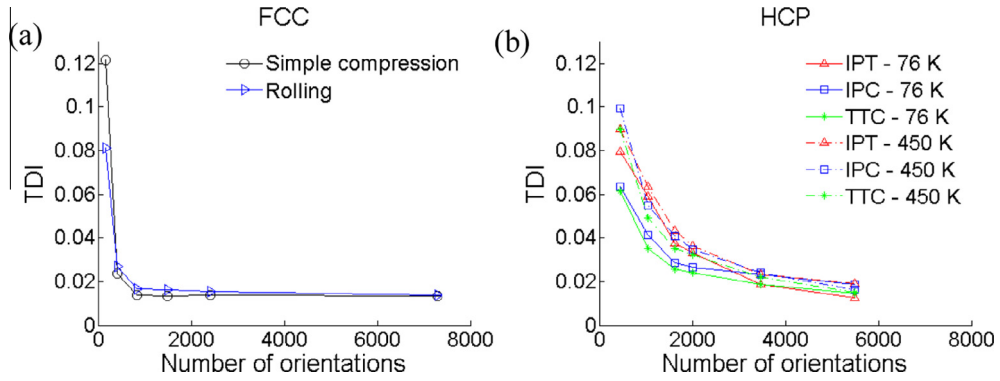 (a)
FCC
TDI
0.12
0.1
0.08
0.06
0.04
0.02
0
0 2000 4000 6000 8000
Number of orientations
Simple compression
Rolling
(b)
HCP
TDI
0.12
0.1
0.08
0.06
0.04
0.02
0
0 2000 4000 6000 8000
Number of orientations
IPT - 76 K
IPC - 76 K
TTC - 76 K
IPT - 450 K
IPC - 450 K
TTC - 450 K